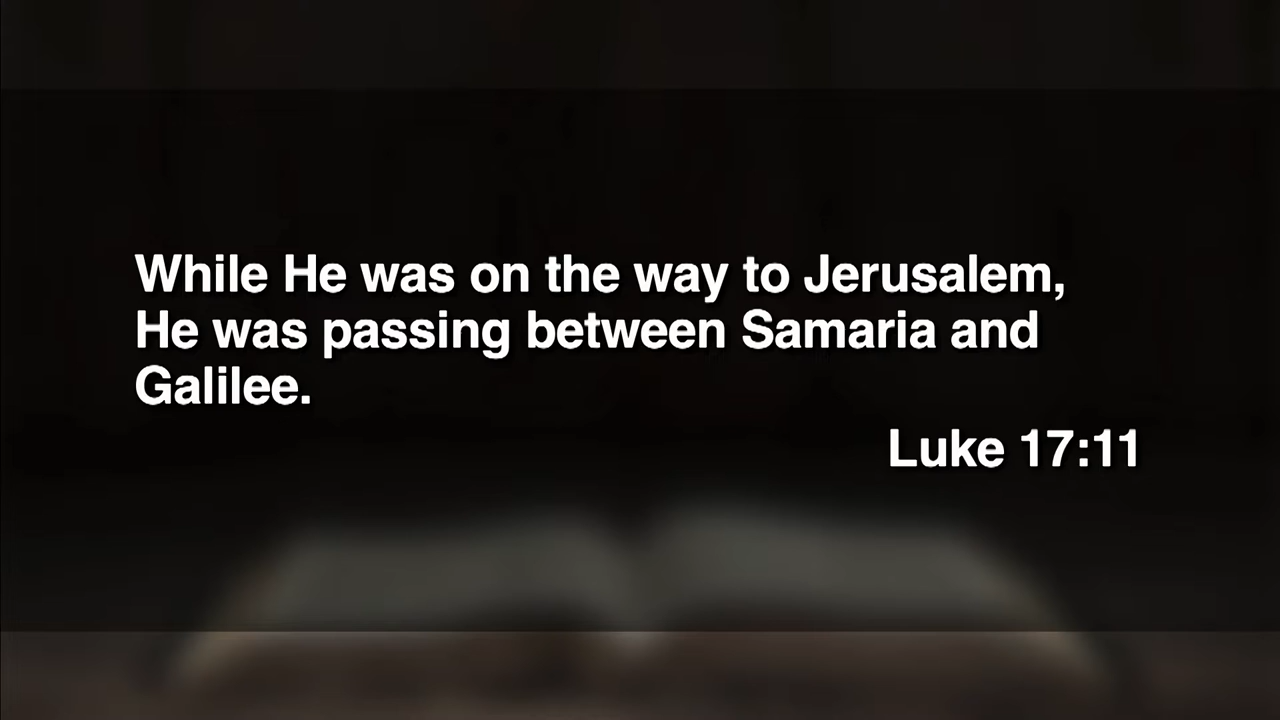 While He was on the way to Jerusalem,
He was passing between Samaria and
Galilee.
Luke 17:11